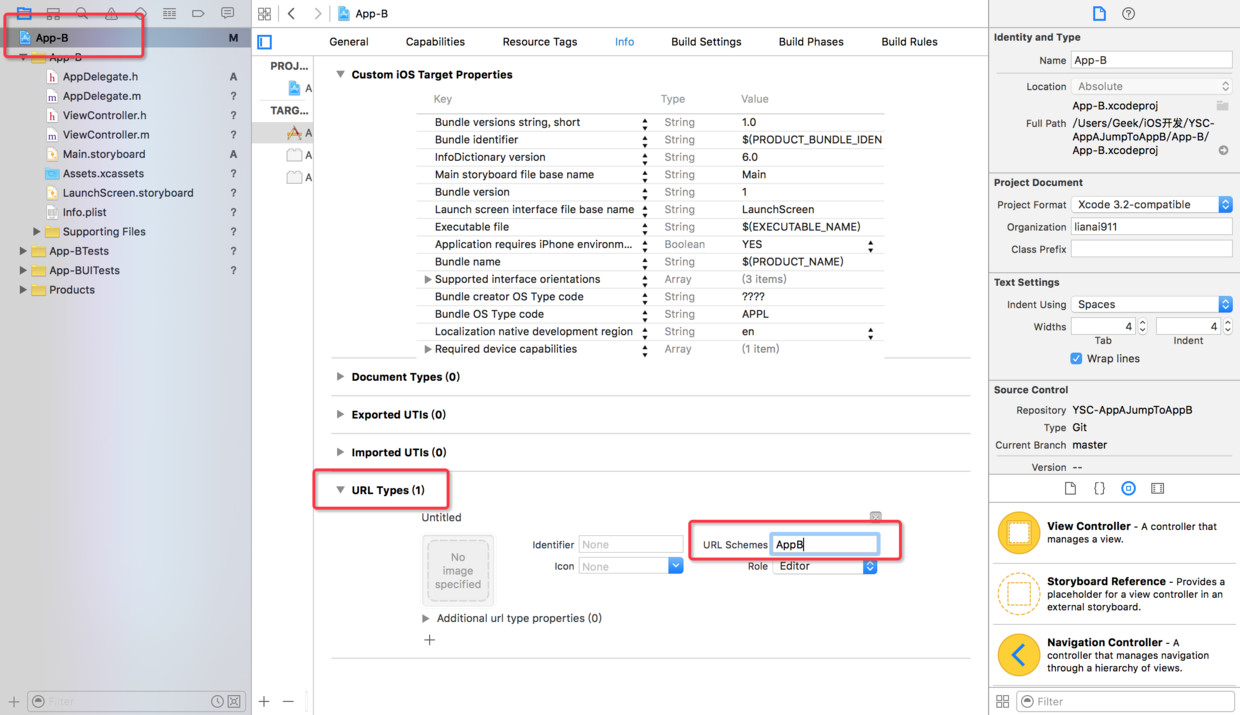 App-B
General Capabilities Resource Tags Info Build Settings Build Phases Build Rules
App-B M
App-B
AppDelegate.h A
AppDelegate.m ?
ViewController.h ?
ViewController.m ?
Main.storyboard A
Assets.xcassets ?
LaunchScreen.storyboard ?
Info.plist ?
Supporting Files ?
App-BTests ?
App-BUITests ?
Products
Filter
PROJ...
A
TARG...
A
A
A
Custom iOS Target Properties
Key Type Value
Bundle versions string, short String 1.0
Bundle identifier String $(PRODUCT_BUNDLE_IDEN
InfoDictionary version String 6.0
Main storyboard file base name String Main
Bundle version String 1
Launch screen interface file base name String LaunchScreen
Executable file String $(EXECUTABLE_NAME)
Application requires iPhone environm... Boolean YES
Bundle name String $(PRODUCT_NAME)
Supported interface orientations Array (3 items)
Bundle creator OS Type code String ????
Bundle OS Type code String APPL
Localization native development region String en
Required device capabilities Array (1 item)
Document Types (0)
Exported UTIs (0)
Imported UTIs (0)
URL Types (1)
Untitled
No
image
specified
Identifier None URL Schemes AppB
Icon None Role Editor
Additional url type properties (0)
Identity and Type
Name App-B
Location Absolute
App-B.xcodeproj
Full Path /Users/Geek/iOS开发/YSC-
AppAJumpToAppB/App-B/
App-B.xcodeproj
Project Document
Project Format Xcode 3.2-compatible
Organization lianai911
Class Prefix
Text Settings
Indent Using Spaces
Widths 4 4
Tab Indent
Wrap lines
Source Control
Repository YSC-AppAJumpToAppB
Type Git
Current Branch master
Version --
View Controller - A controller that
manages a view.
Storyboard Reference - Provides a
placeholder for a view controller in an
external storyboard.
Navigation Controller - A
controller that manages navigation
through a hierarchy of views.
Filter